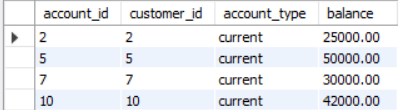 account_id customer_id account_type balance
2 2 current 25000.00
5 5 current 50000.00
7 7 current 30000.00
10 10 current 42000.00